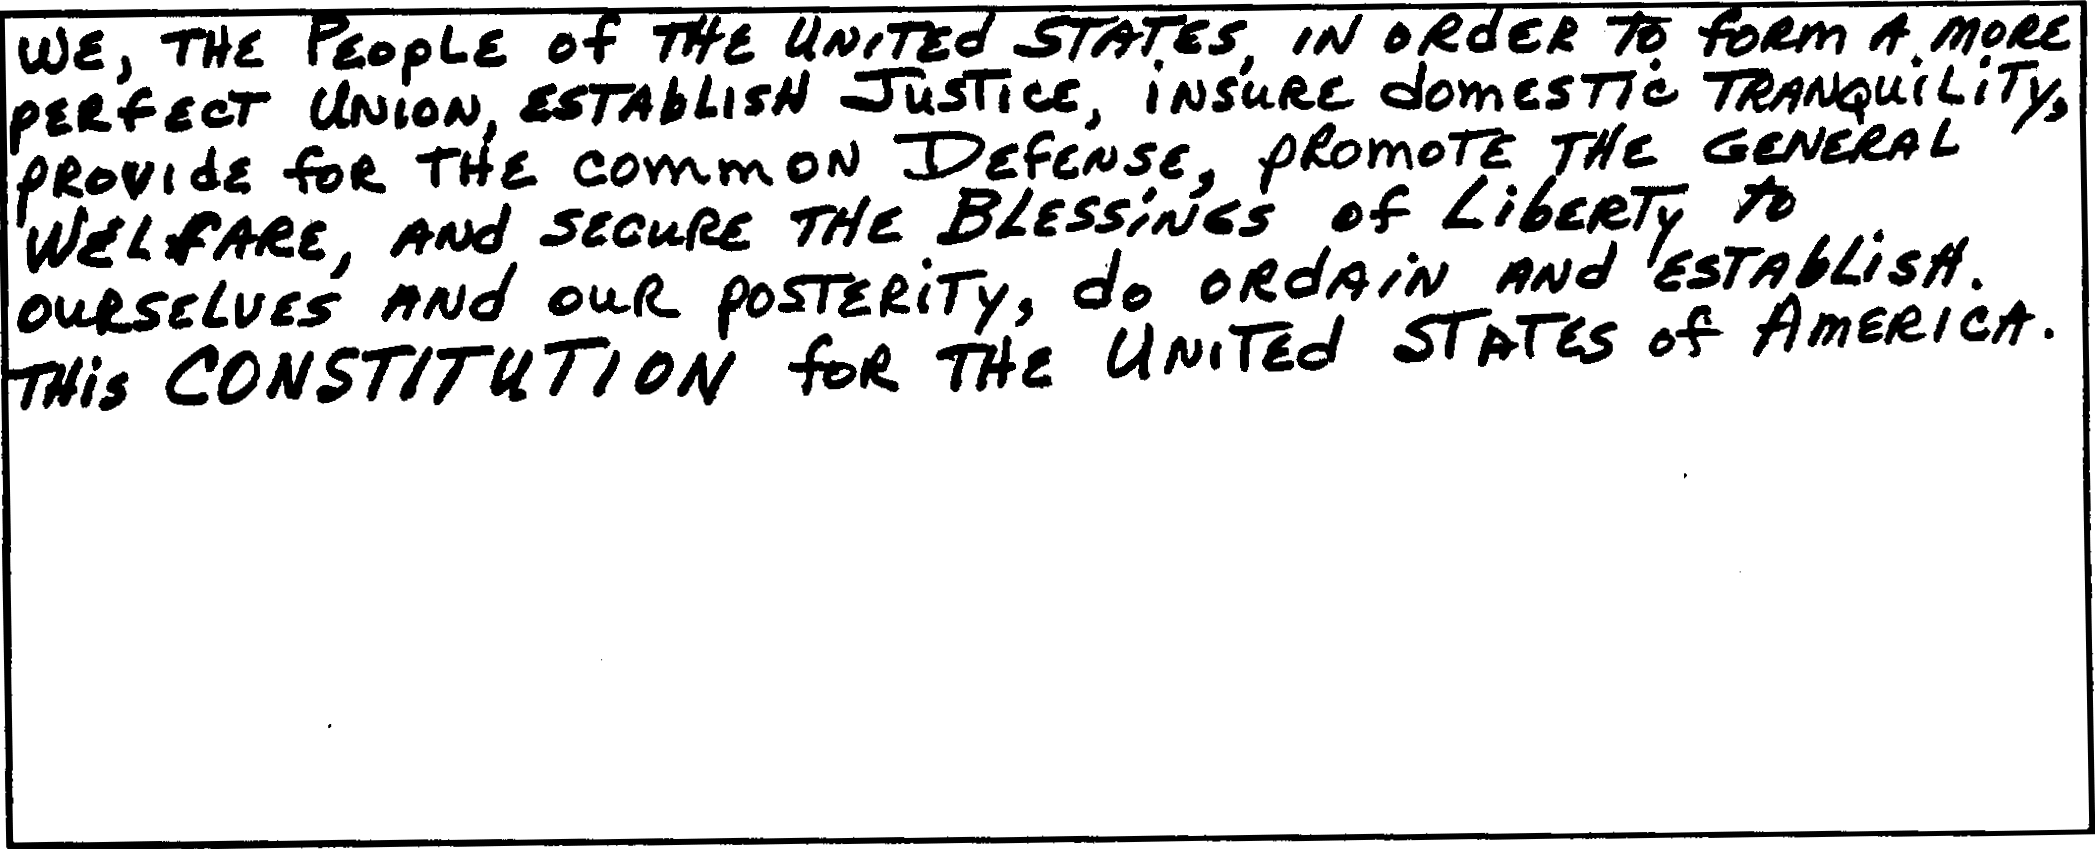 WE, THE PEOPLE of THE UNITEd STATES, IN ORdER To foRm A MORE
PERfECT UNION, ESTAbLISH JuSTICE, iNSuRE domESTic TRANquiLiTy,
PROVIdE foR THE common DEfENSE, PRomoTE THE GENERAL
WELFARE, ANd SECuRE THE BLESSiNGS of LibERTy To
OuRSELVES ANd OuR POSTERiTy, do ORdAiN ANd ESTAbLiSH.
THiS CONSTITUTION foR THE UNiTEd STATES of AmERICA.